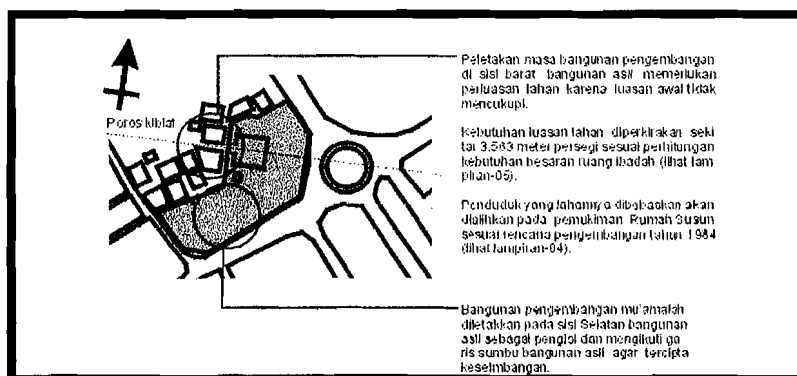 Poros kiblat
Peletakan masa bangunan pengembangan
di sisi barat bangunan asli memerlukan
perluasan lahan karena luasan awal tidak
mencukupi.
Kebutuhan luasan lahan diperkirakan seki
tar 3.563 meter persegi sesuai perhitungan
kebutuhan besaran ruang ibadah (lihat lam
piran-05).
Penduduk yang lahannya dibebaskan akan
dialihkan pada pemukiman Rumah Susun
sesuai rencana pengembangan tahun 1984
(lihat lampiran-04).
Bangunan pengembangan mu'amalah
diletakkan pada sisi Selatan bangunan
asli sebagai pengisi dan mengikuti ga
ris sumbu bangunan asli agar tercipta
keseimbangan.